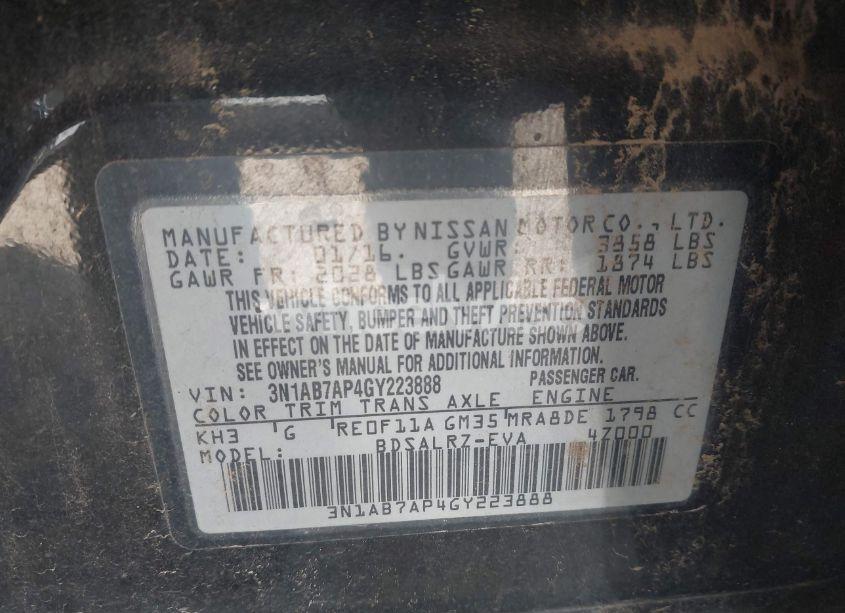 MANUFACTURED BY NISSAN MOTOR CO., LTD.
DATE: 01/16. GVWR: 3858 LBS
GAWR FR: 2028 LBS GAWR RR: 1874 LBS
THIS VEHICLE CONFORMS TO ALL APPLICABLE FEDERAL MOTOR
VEHICLE SAFETY, BUMPER AND THEFT PREVENTION STANDARDS
IN EFFECT ON THE DATE OF MANUFACTURE SHOWN ABOVE.
SEE OWNER'S MANUAL FOR ADDITIONAL INFORMATION.
VIN: 3N1AB7AP4GY223888 PASSENGER CAR.
COLOR TRIM TRANS AXLE ENGINE
KH3 G RE0F11A GM35 MRA8DE 1798 CC
MODEL: BDSALRZ-EVA 47000
3N1AB7AP4GY223888